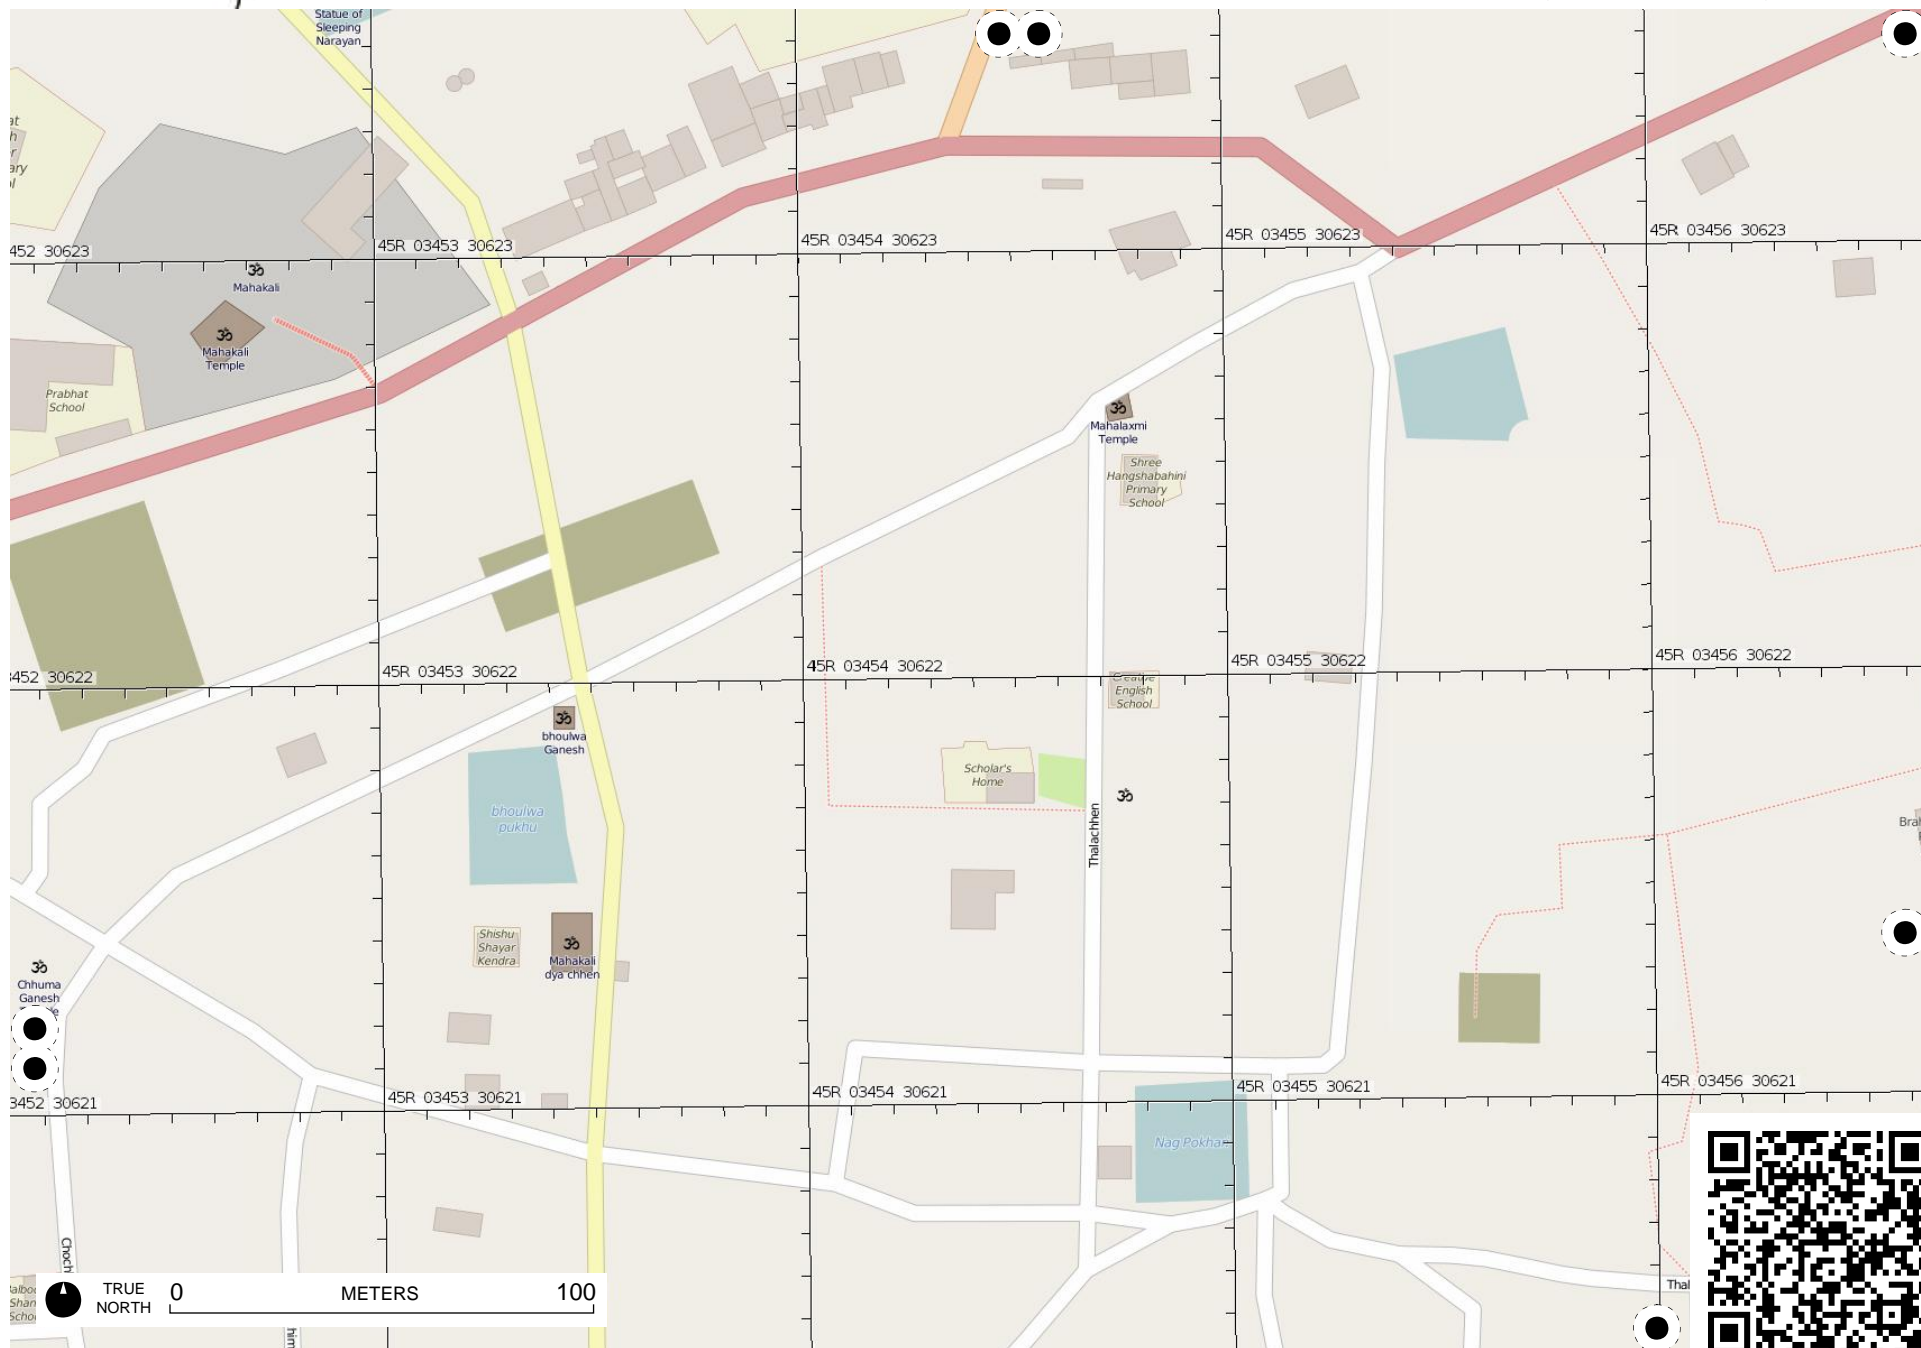 Statue of
Sleeping
Narayan
45R 03453 30623
45R 03454 30623
45R 03455 30623
45R 03456 30623
452 30623
ॐ
Mahakali
ॐ
Mahakali
Temple
Prabhat
School
ॐ
Mahalaxmi
Temple
Shree
Hangshabahini
Primary
School
45R 03453 30622
45R 03454 30622
45R 03455 30622
45R 03456 30622
3452 30622
English
School
ॐ
bhoulwa
Ganesh
Scholar's
Home
ॐ
bhoulwa
pukhu
Thalachhen
Shishu
Shayar
Kendra
ॐ
Mahakali
dya chhen
ॐ
Chhuma
Ganesh
45R 03453 30621
45R 03454 30621
45R 03455 30621
45R 03456 30621
3452 30621
Nag Pokhari
TRUE
NORTH
0 METERS 100